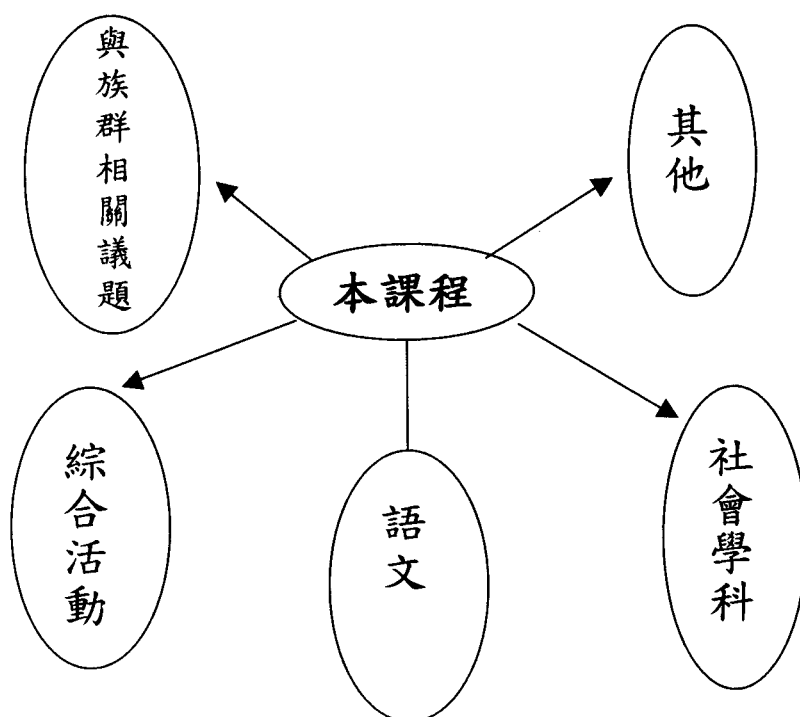 與族群相關議題
其他
本課程
綜合活動
語文
社會學科